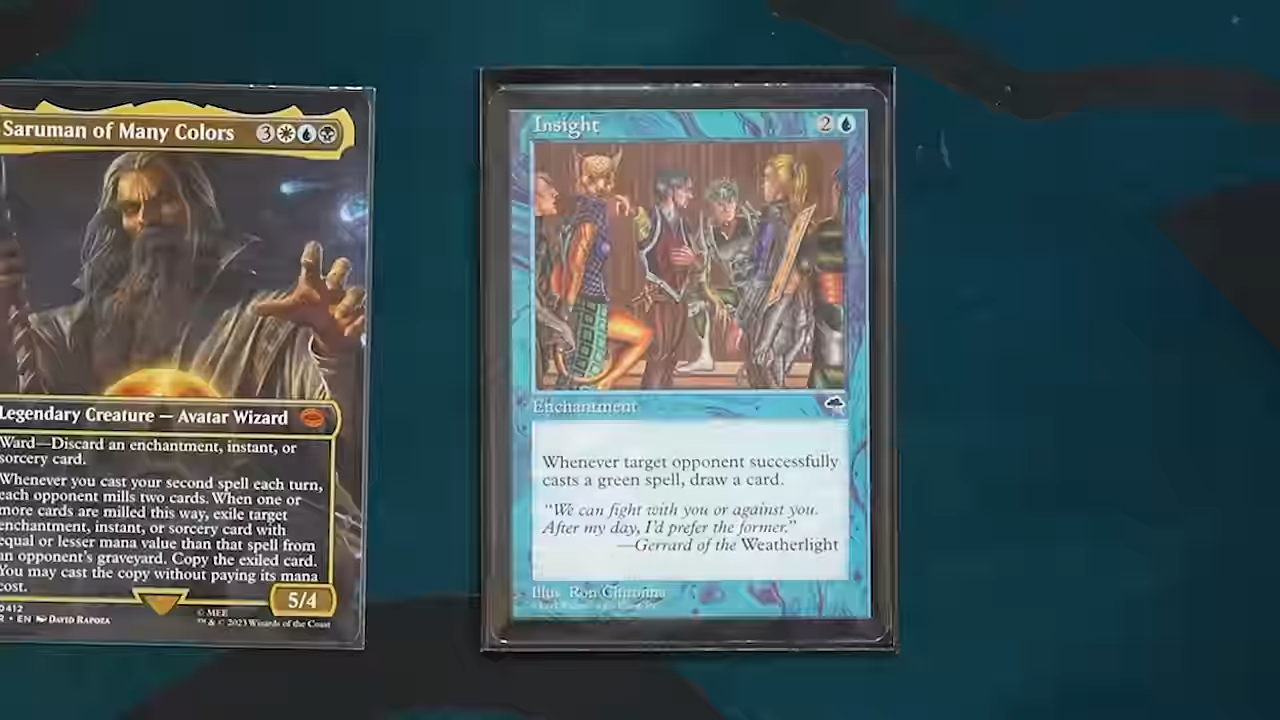 Saruman of Many Colors 3
Legendary Creature — Avatar Wizard
Ward—Discard an enchantment, instant, or
sorcery card.
Whenever you cast your second spell each turn,
each opponent mills two cards. When one or
more cards are milled this way, exile target
enchantment, instant, or sorcery card with
equal or lesser mana value than that spell from
an opponent's graveyard. Copy the exiled card.
You may cast the copy without paying its mana
cost.
5/4
0412
R • EN DAVID RAPOZA
© MEE
™ & © 2023 Wizards of the Coast
Insight 2
Enchantment
Whenever target opponent successfully
casts a green spell, draw a card.
"We can fight with you or against you.
After my day, I'd prefer the former."
—Gerrard of the Weatherlight
Illus. Ron